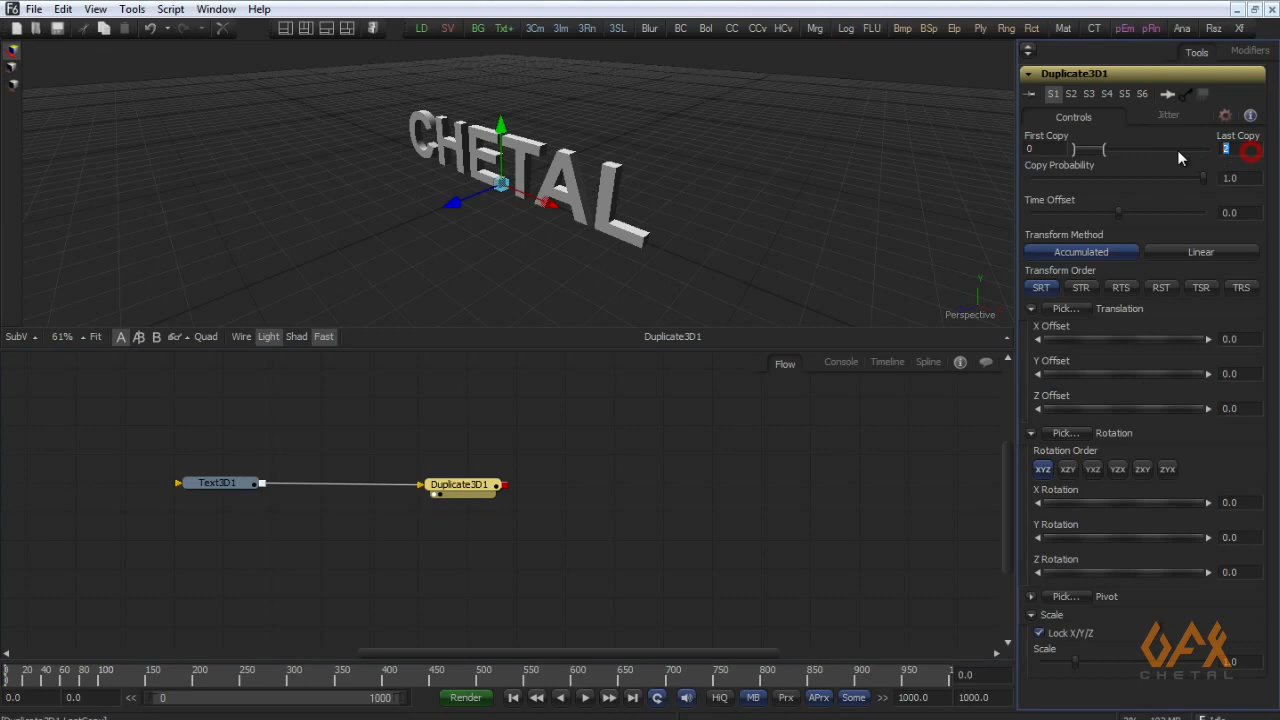 File Edit View Tools Script Window Help
LD SV BG Txt+ 3Cm 3Im 3Rn 3SL Blur BC Bol CC CCv HCv Mrg Log FLU Bmp BSp Elp Ply Rng Rct Mat CT pEm pRn Ana Rsz Xf
Tools Modifiers
Duplicate3D1
S1 S2 S3 S4 S5 S6
Controls Jitter
First Copy Last Copy
0 2
Copy Probability
1.0
Time Offset
0.0
Transform Method
Accumulated Linear
Transform Order
SRT STR RTS RST TSR TRS
Pick... Translation
X Offset
0.0
Y Offset
0.0
Z Offset
0.0
Pick... Rotation
Rotation Order
XYZ XZY YXZ YZX ZXY ZYX
X Rotation
0.0
Y Rotation
0.0
Z Rotation
0.0
Pick... Pivot
Scale
Lock X/Y/Z
Scale
1.0
CHETAL
Y
Perspective
SubV 61% Fit A A/B B Quad Wire Light Shad Fast Duplicate3D1
Flow Console Timeline Spline
Text3D1 Duplicate3D1
20 40 60 80 100 150 200 250 300 350 400 450 500 550 600 650 700 750 800 850 900 950 0.0
0.0 0.0 << 0 1000 Render HiQ MB Prx APrx Some >> 1000.0 1000.0
GFX
CHETAL